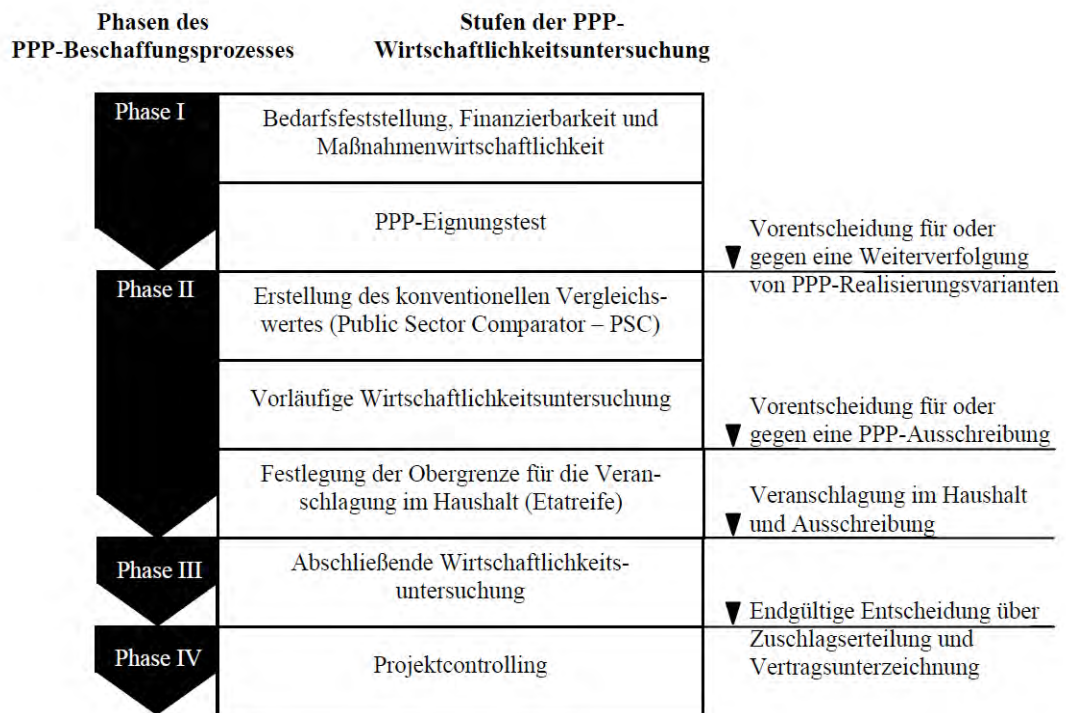 Phasen des
PPP-Beschaffungsprozesses
Stufen der PPP-
Wirtschaftlichkeitsuntersuchung
Phase I
Bedarfsfeststellung, Finanzierbarkeit und
Maßnahmenwirtschaftlichkeit
PPP-Eignungstest
Vorentscheidung für oder
gegen eine Weiterverfolgung
von PPP-Realisierungsvarianten
Phase II
Erstellung des konventionellen Vergleichs-
wertes (Public Sector Comparator – PSC)
Vorläufige Wirtschaftlichkeitsuntersuchung
Vorentscheidung für oder
gegen eine PPP-Ausschreibung
Festlegung der Obergrenze für die Veran-
schlagung im Haushalt (Etatreife)
Veranschlagung im Haushalt
und Ausschreibung
Phase III
Abschließende Wirtschaftlichkeits-
untersuchung
Endgültige Entscheidung über
Zuschlagserteilung und
Vertragsunterzeichnung
Phase IV
Projektcontrolling